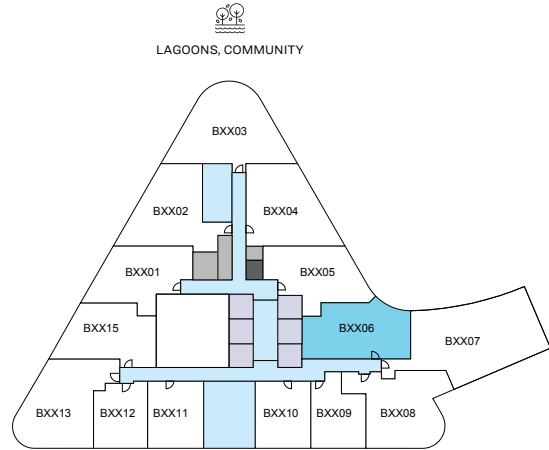 LAGOONS, COMMUNITY
BXX03
BXX02
BXX04
BXX01
BXX05
BXX15
BXX06
BXX07
BXX13
BXX12
BXX11
BXX10
BXX09
BXX08